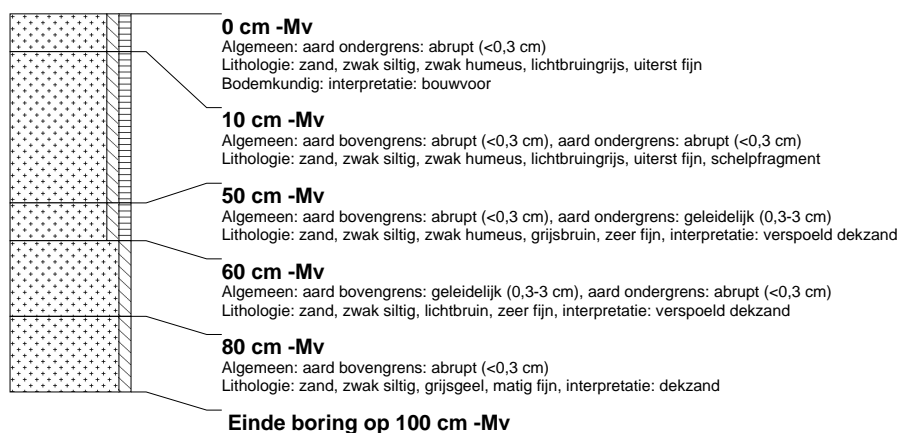 0 cm -Mv
Algemeen: aard ondergrens: abrupt (<0,3 cm)
Lithologie: zand, zwak siltig, zwak humeus, lichtbruingrijs, uiterst fijn
Bodemkundig: interpretatie: bouwvoor
10 cm -Mv
Algemeen: aard bovengrens: abrupt (<0,3 cm), aard ondergrens: abrupt (<0,3 cm)
Lithologie: zand, zwak siltig, zwak humeus, lichtbruingrijs, uiterst fijn, schelpfragment
50 cm -Mv
Algemeen: aard bovengrens: abrupt (<0,3 cm), aard ondergrens: geleidelijk (0,3-3 cm)
Lithologie: zand, zwak siltig, zwak humeus, grijsbruin, zeer fijn, interpretatie: verspoeld dekzand
60 cm -Mv
Algemeen: aard bovengrens: geleidelijk (0,3-3 cm), aard ondergrens: abrupt (<0,3 cm)
Lithologie: zand, zwak siltig, lichtbruin, zeer fijn, interpretatie: verspoeld dekzand
80 cm -Mv
Algemeen: aard bovengrens: abrupt (<0,3 cm)
Lithologie: zand, zwak siltig, grijsgeel, matig fijn, interpretatie: dekzand
Einde boring op 100 cm -Mv